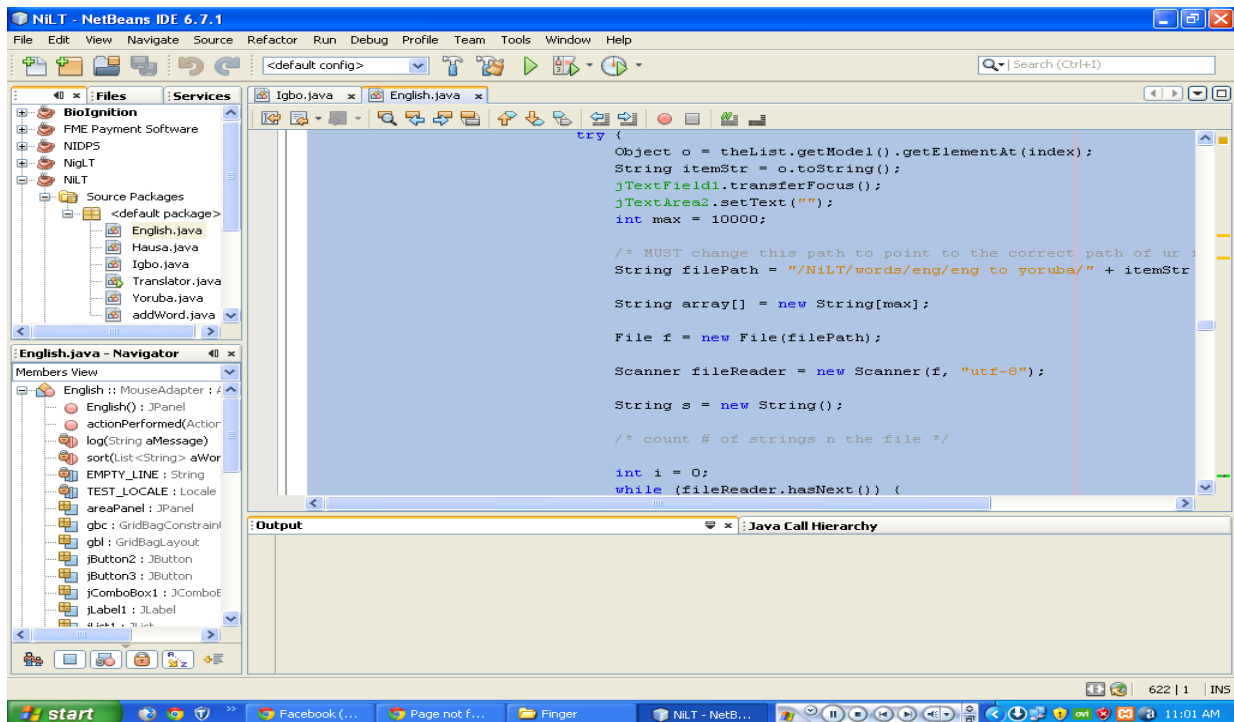 NiLT - NetBeans IDE 6.7.1
File Edit View Navigate Source Refactor Run Debug Profile Team Tools Window Help
<default config>
Search (Ctrl+I)
Files Services
Igbo.java x English.java x
BioIgnition
FME Payment Software
NIDPS
NigLT
NiLT
Source Packages
<default package>
English.java
Hausa.java
Igbo.java
Translator.java
Yoruba.java
addWord.java
try {
Object o = theList.getModel().getElementAt(index);
String itemStr = o.toString();
jTextField1.transferFocus();
jTextArea2.setText("");
int max = 10000;
/* MUST change this path to point to the correct path of ur
String filePath = "/NiLT/words/eng/eng to yoruba/" + itemStr
String array[] = new String[max];
File f = new File(filePath);
Scanner fileReader = new Scanner(f, "utf-8");
String s = new String();
/* count # of strings n the file */
int i = 0;
while (fileReader.hasNext()) {
English.java - Navigator
Members View
English :: MouseAdapter :
English() : JPanel
actionPerformed(Action
log(String aMessage)
sort(List<String> aWor
EMPTY_LINE : String
TEST_LOCALE : Locale
areaPanel : JPanel
gbc : GridBagConstrain
gbl : GridBagLayout
jButton2 : JButton
jButton3 : JButton
jComboBox1 : JComboB
jLabel1 : JLabel
Output
Java Call Hierarchy
622 | 1 INS
start
Facebook (...
Page not f...
Finger
NiLT - NetB...
11:01 AM